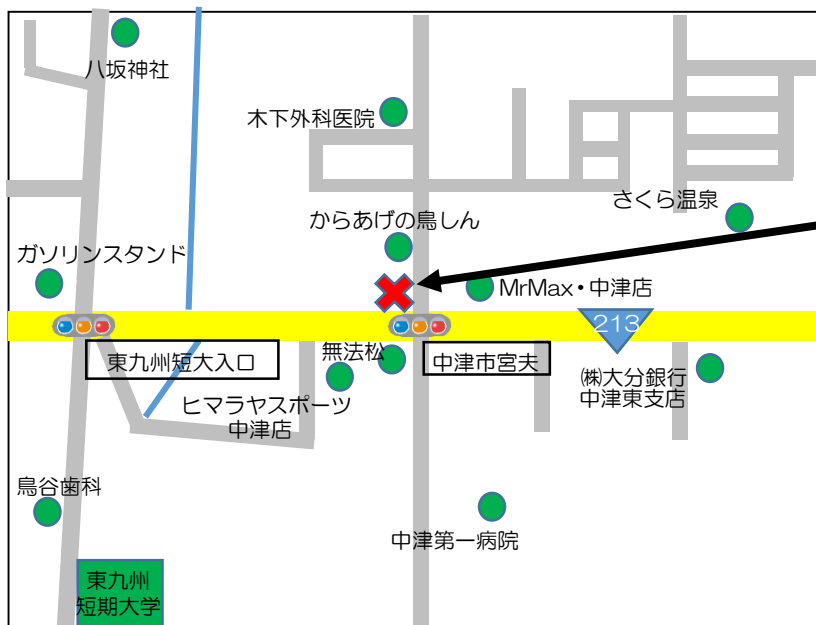 八坂神社
木下外科医院
さくら温泉
からあげの鳥しん
ガソリンスタンド
MrMax・中津店
213
東九州短大入口
無法松
中津市宮夫
㈱大分銀行
中津東支店
ヒマラヤスポーツ
中津店
鳥谷歯科
中津第一病院
東九州
短期大学